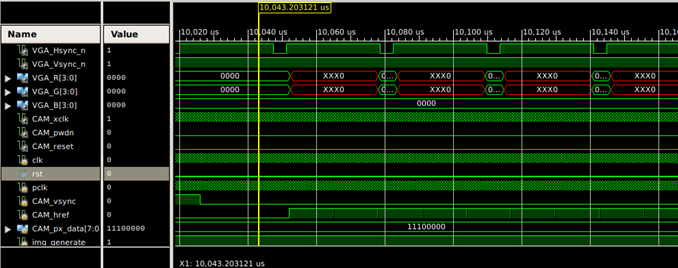 10,043.203121 us
Name Value
10,020 us 10,040 us 10,060 us 10,080 us 10,100 us 10,120 us 10,140 us
VGA_Hsync_n 1
VGA_Vsync_n 1
VGA_R[3:0] 0000 0000 XXX0 0... XXX0 0... XXX0 0... XXX0
VGA_G[3:0] 0000 0000 XXX0 0... XXX0 0... XXX0 0... XXX0
VGA_B[3:0] 0000 0000
CAM_xclk 1
CAM_pwdn 0
CAM_reset 0
clk 0
rst 0
pclk 0
CAM_vsync 0
CAM_href 0
CAM_px_data[7:0 11100000 11100000
img_generate 1
X1: 10,043.203121 us